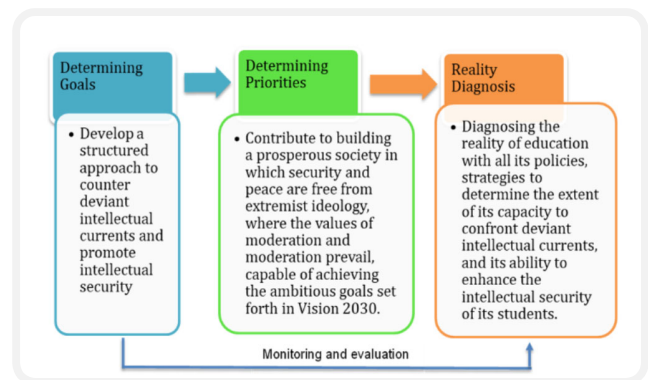 Determining
Goals
• Develop a
structured
approach to
counter
deviant
intellectual
currents and
promote
intellectual
security
Determining
Priorities
• Contribute to building
a prosperous society in
which security and
peace are free from
extremist ideology,
where the values of
moderation and
moderation prevail,
capable of achieving
the ambitious goals set
forth in Vision 2030.
Reality
Diagnosis
• Diagnosing the
reality of education
with all its policies,
strategies to
determine the extent
of its capacity to
confront deviant
intellectual currents,
and its ability to
enhance the
intellectual security
of its students.
Monitoring and evaluation